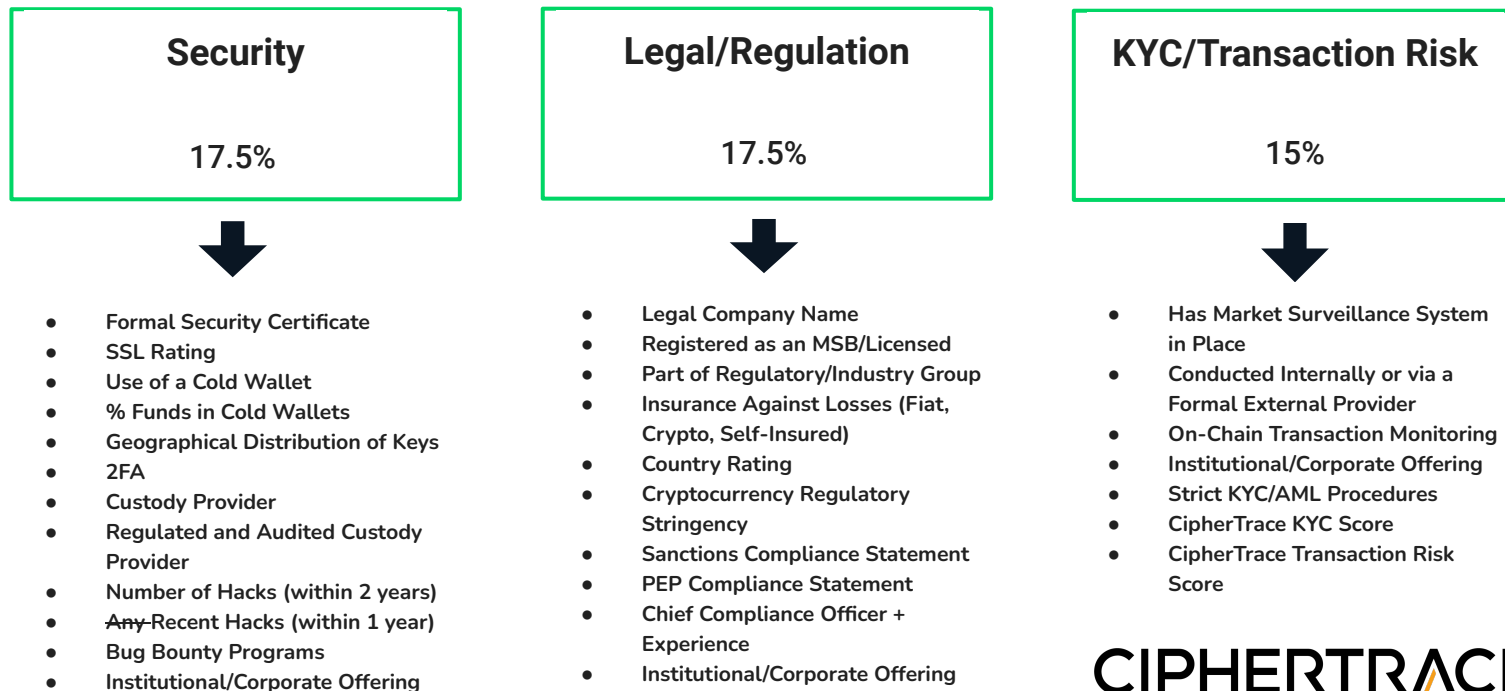 Security
17.5%
● Formal Security Certificate
● SSL Rating
● Use of a Cold Wallet
● % Funds in Cold Wallets
● Geographical Distribution of Keys
● 2FA
● Custody Provider
● Regulated and Audited Custody
Provider
● Number of Hacks (within 2 years)
● Any Recent Hacks (within 1 year)
● Bug Bounty Programs
● Institutional/Corporate Offering
Legal/Regulation
17.5%
● Legal Company Name
● Registered as an MSB/Licensed
● Part of Regulatory/Industry Group
● Insurance Against Losses (Fiat,
Crypto, Self-Insured)
● Country Rating
● Cryptocurrency Regulatory
Stringency
● Sanctions Compliance Statement
● PEP Compliance Statement
● Chief Compliance Officer +
Experience
● Institutional/Corporate Offering
KYC/Transaction Risk
15%
● Has Market Surveillance System
in Place
● Conducted Internally or via a
Formal External Provider
● On-Chain Transaction Monitoring
● Institutional/Corporate Offering
● Strict KYC/AML Procedures
● CipherTrace KYC Score
● CipherTrace Transaction Risk
Score
CIPHERTRACE